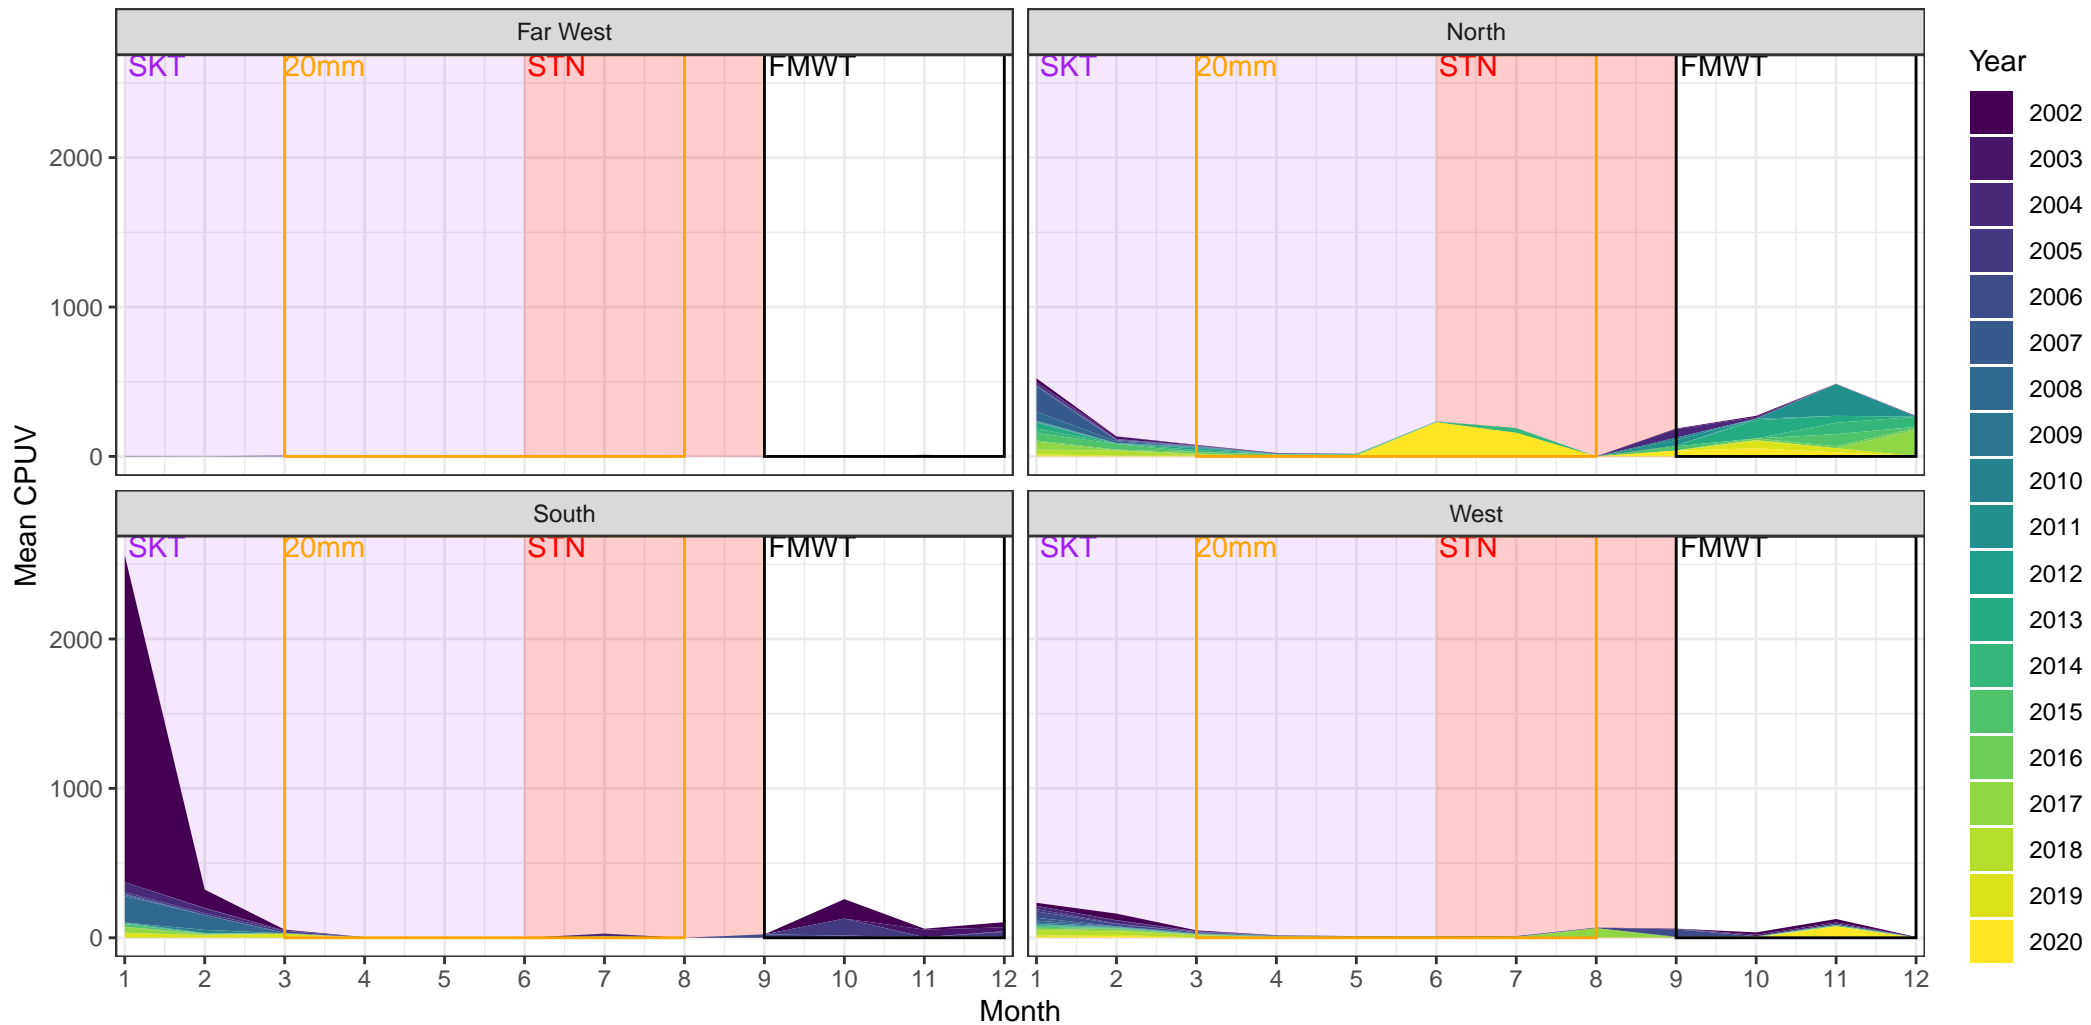 Far West
North
SKT
20mm
STN
FMWT
SKT
20mm
STN
FMWT
2000
1000
0
South
West
SKT
20mm
STN
FMWT
SKT
20mm
STN
FMWT
2000
1000
0
1 2 3 4 5 6 7 8 9 10 11 12
1 2 3 4 5 6 7 8 9 10 11 12
Month
Mean CPUV
Year
2002
2003
2004
2005
2006
2007
2008
2009
2010
2011
2012
2013
2014
2015
2016
2017
2018
2019
2020